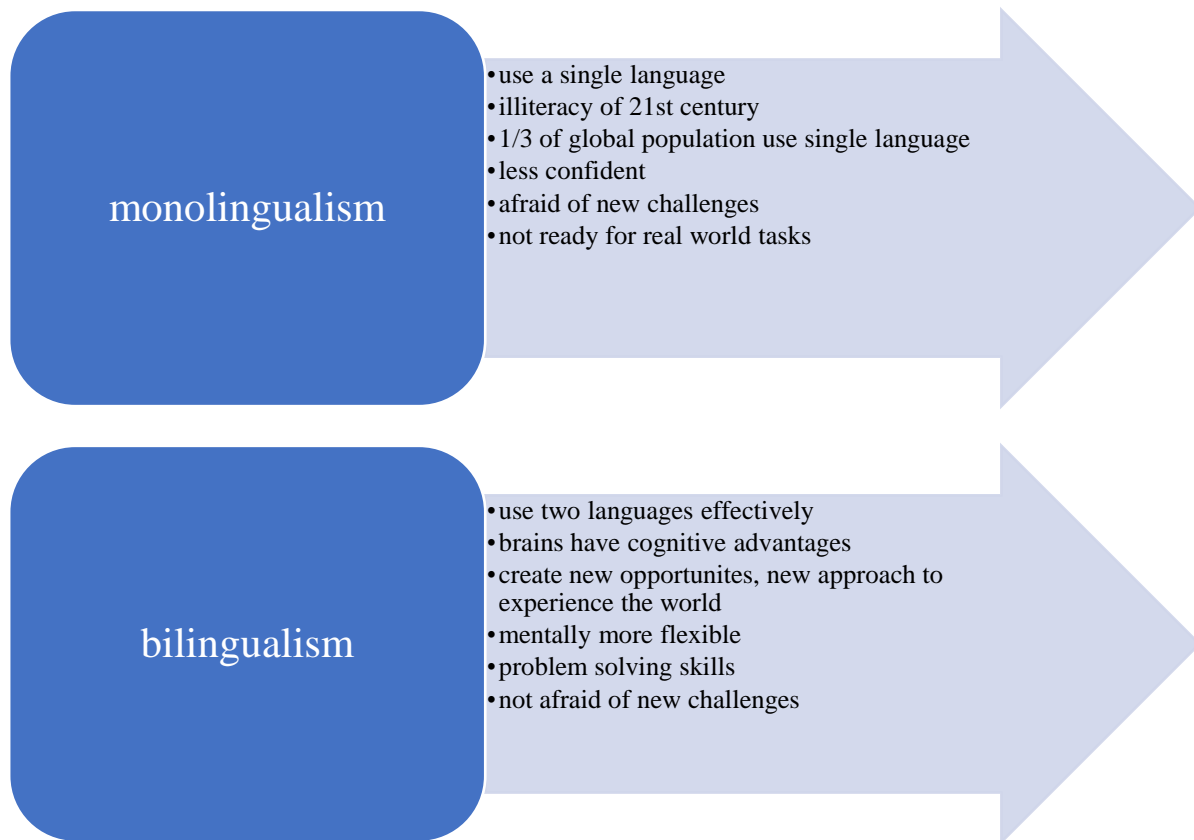 monolingualism
•use a single language
•illiteracy of 21st century
•1/3 of global population use single language
•less confident
•afraid of new challenges
•not ready for real world tasks
bilingualism
•use two languages effectively
•brains have cognitive advantages
•create new opportunites, new approach to
experience the world
•mentally more flexible
•problem solving skills
•not afraid of new challenges